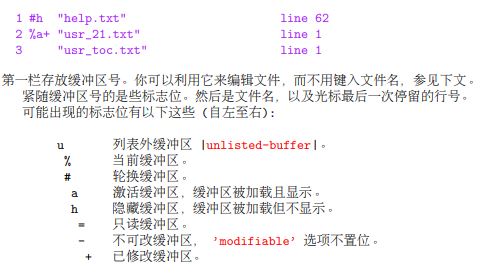 1 #h "help.txt" line 62
2 %a+ "usr_21.txt" line 1
3 "usr_toc.txt" line 1
第一栏存放缓冲区号。你可以利用它来编辑文件，而不用键入文件名，参见下文。
紧随缓冲区号的是些标志位。然后是文件名，以及光标最后一次停留的行号。
可能出现的标志位有以下这些 (自左至右):
u 列表外缓冲区 |unlisted-buffer|。
% 当前缓冲区。
# 轮换缓冲区。
a 激活缓冲区，缓冲区被加载且显示。
h 隐藏缓冲区，缓冲区被加载但不显示。
= 只读缓冲区。
- 不可改缓冲区， 'modifiable' 选项不置位。
+ 已修改缓冲区。